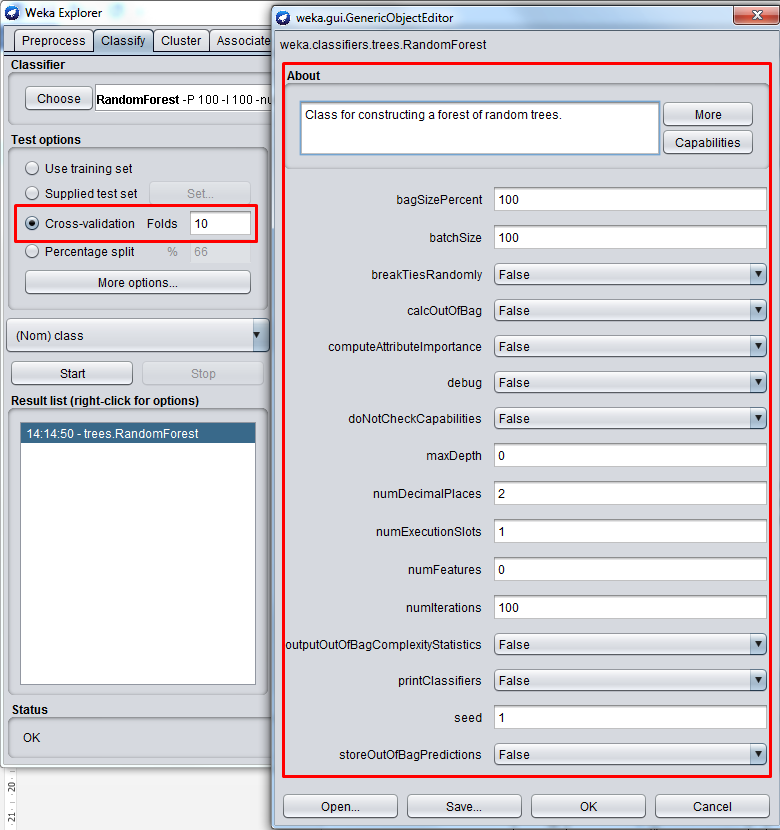 Weka Explorer
Preprocess Classify Cluster Associate
Classifier
Choose RandomForest -P 100 -I 100 -nu
Test options
Use training set
Supplied test set Set...
Cross-validation Folds 10
Percentage split % 66
More options...
(Nom) class
Start Stop
Result list (right-click for options)
14:14:50 - trees.RandomForest
Status
OK
20
21
weka.gui.GenericObjectEditor
weka.classifiers.trees.RandomForest
About
Class for constructing a forest of random trees.
More
Capabilities
bagSizePercent 100
batchSize 100
breakTiesRandomly False
calcOutOfBag False
computeAttributeImportance False
debug False
doNotCheckCapabilities False
maxDepth 0
numDecimalPlaces 2
numExecutionSlots 1
numFeatures 0
numIterations 100
outputOutOfBagComplexityStatistics False
printClassifiers False
seed 1
storeOutOfBagPredictions False
Open... Save... OK Cancel